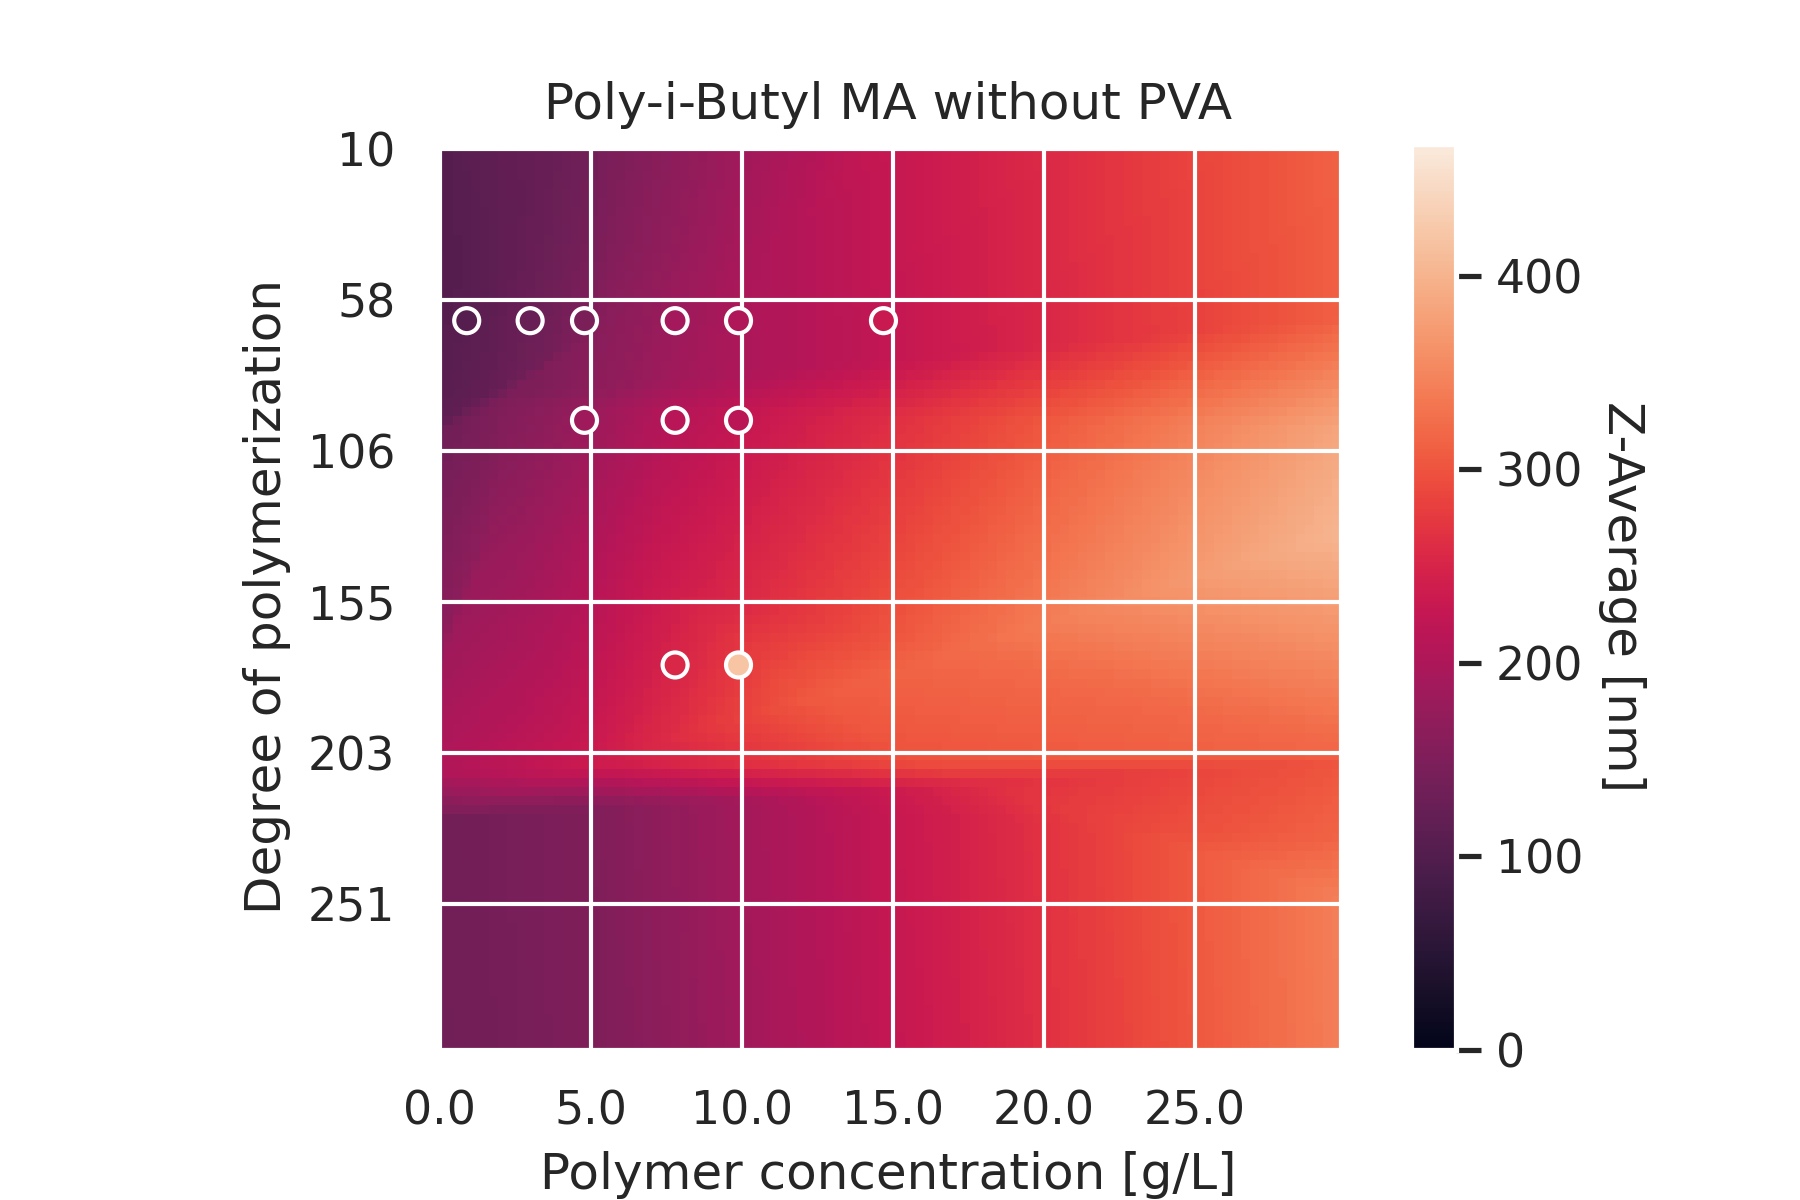 Poly-i-Butyl MA without PVA
10
58
106
155
203
251
Degree of polymerization
0.0 5.0 10.0 15.0 20.0 25.0
Polymer concentration [g/L]
400
300
200
100
0
Z-Average [nm]